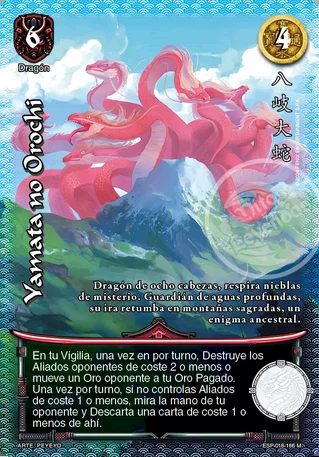 6
Dragón
4
八岐大蛇
Yamata no Orochi
Dragón de ocho cabezas, respira nieblas
de misterio. Guardián de aguas profundas,
su ira retumba en montañas sagradas, un
enigma ancestral.
En tu Vigilia, una vez en por turno, Destruye los
Aliados oponentes de coste 2 o menos o
mueve un Oro oponente a tu Oro Pagado.
Una vez por turno, si no controlas Aliados
de coste 1 o menos, mira la mano de tu
oponente y Descarta una carta de coste 1 o
menos de ahí.
ARTE: PEYEYO
ESP-018-166 M